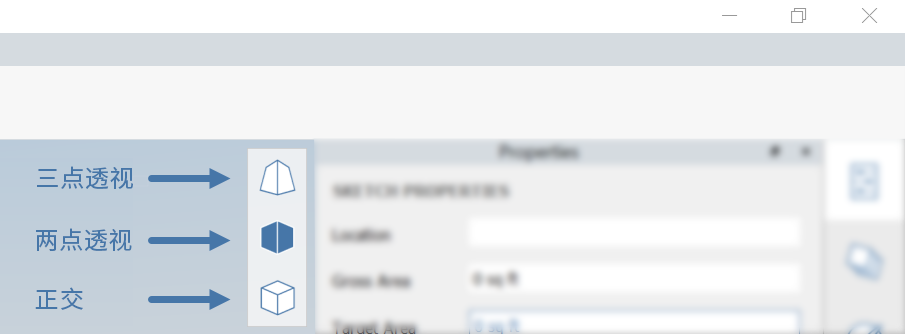 三点透视
两点透视
正交
Properties
SKETCH PROPERTIES
Location
Gross Area
0 sq ft
Target Area
0 sq ft